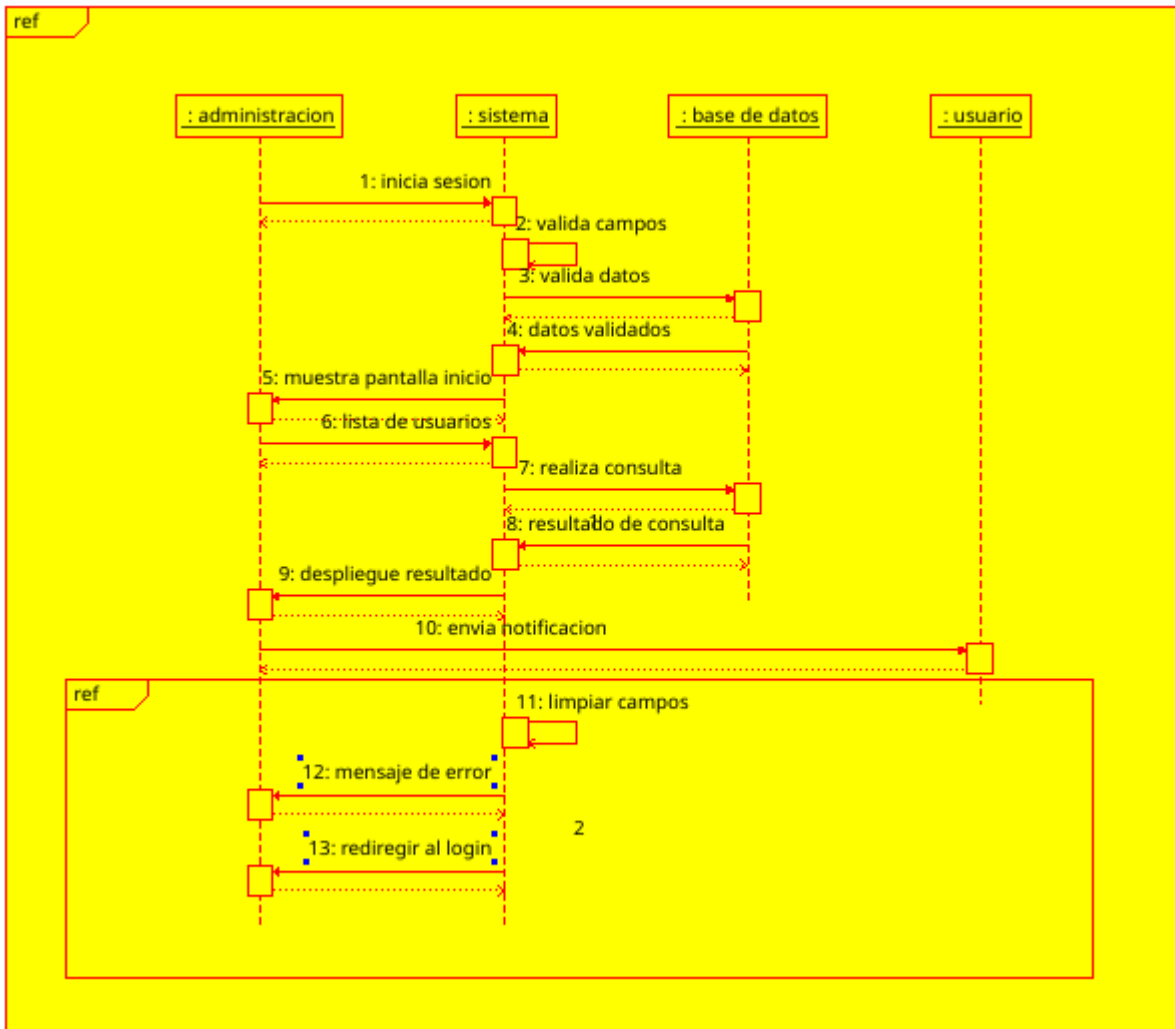 ref
: administracion
: sistema
: base de datos
: usuario
1: inicia sesion
2: valida campos
3: valida datos
4: datos validados
5: muestra pantalla inicio
6: lista de usuarios
7: realiza consulta
1
8: resultado de consulta
9: despliegue resultado
10: envia notificacion
ref
11: limpiar campos
12: mensaje de error
2
13: rediregir al login